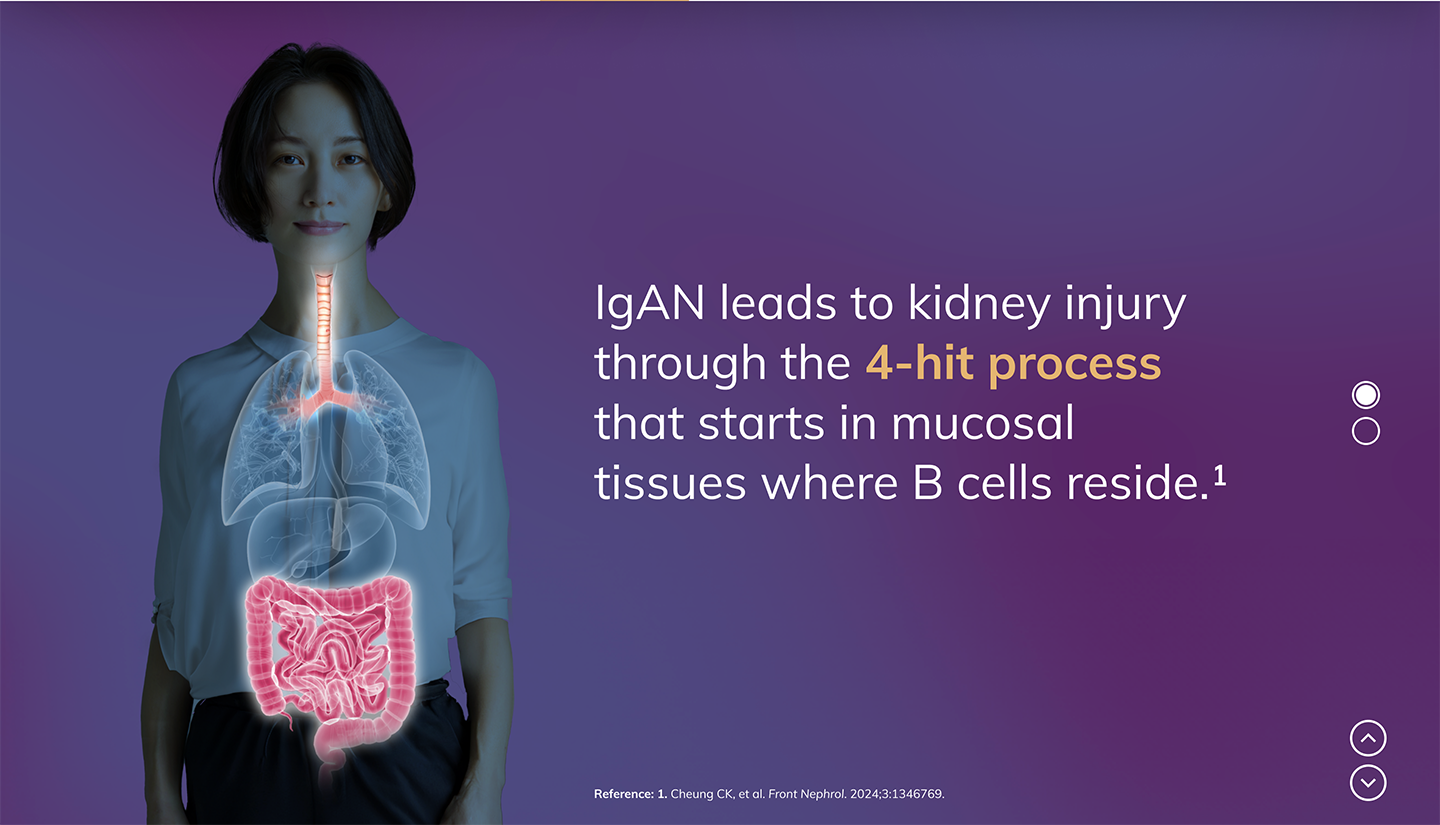 IgAN leads to kidney injury
through the 4-hit process
that starts in mucosal
tissues where B cells reside.¹
Reference: 1. Cheung CK, et al. Front Nephrol. 2024;3:1346769.